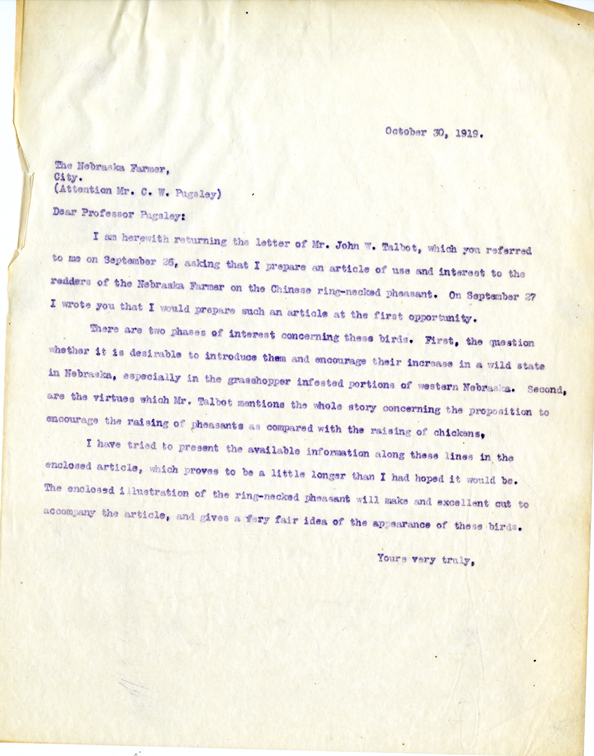 October 30, 1919.
The Nebraska Farmer,
City.
(Attention Mr. C. W. Pugsley)
Dear Professor Pugsley:
I am herewith returning the letter of Mr. John W. Talbot, which you referred
to me on September 26, asking that I prepare an article of use and interest to the
redders of the Nebraska Farmer on the Chinese ring-necked pheasant. On September 27
I wrote you that I would prepare such an article at the first opportunity.
There are two phases of interest concerning these birds. First, the question
whether it is desirable to introduce them and encourage their increase in a wild state
in Nebraska, especially in the grasshopper infested portions of western Nebraska. Second,
are the virtues which Mr. Talbot mentions the whole story concerning the proposition to
encourage the raising of pheasants as compared with the raising of chickens,
I have tried to present the available information along these lines in the
enclosed article, which proves to be a little longer than I had hoped it would be.
The enclosed illustration of the ring-necked pheasant will make and excellent cut to
accompany the article, and gives a very fair idea of the appearance of these birds.
Yours very truly,